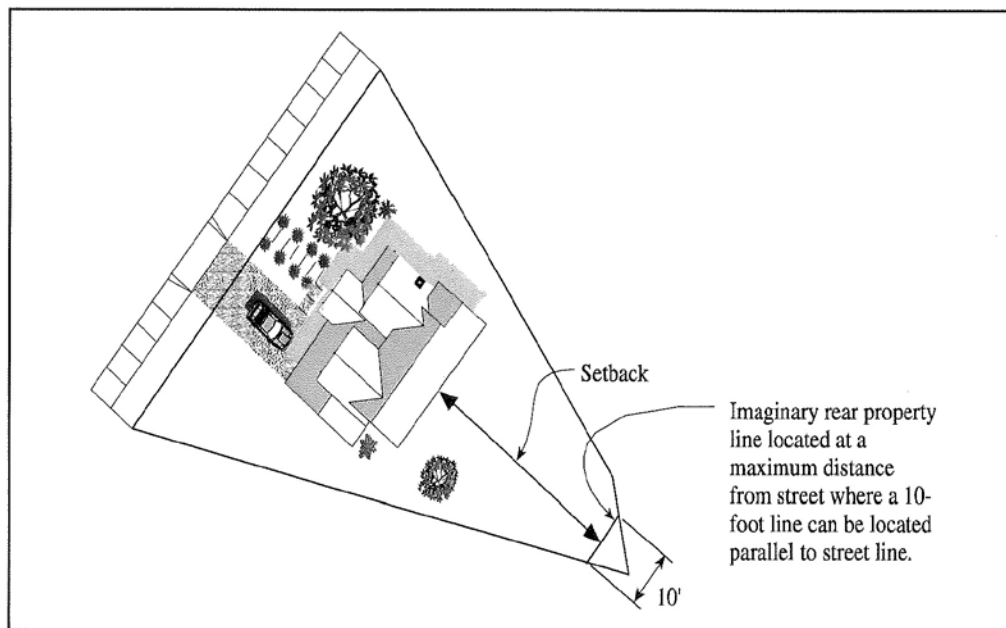 Setback
Imaginary rear property
line located at a
maximum distance
from street where a 10-
foot line can be located
parallel to street line.
10'